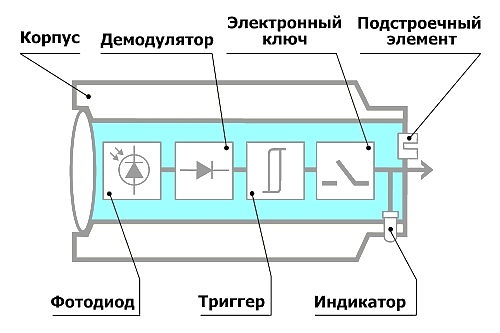 Корпус
Демодулятор
Электронный
ключ
Подстроечный
элемент
Фотодиод
Триггер
Индикатор